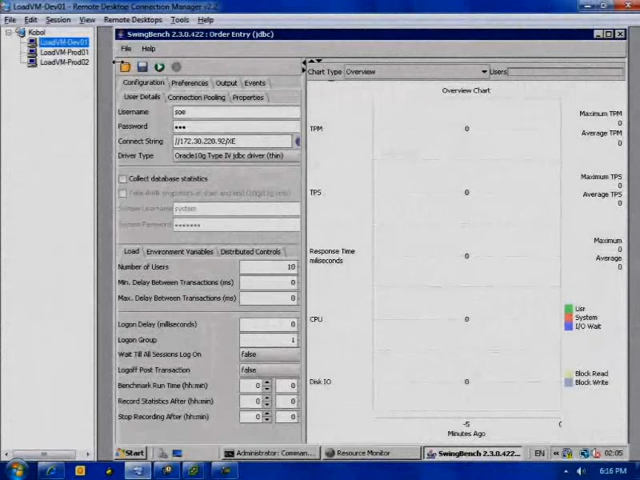 LoadVM-Dev01 - Remote Desktop Connection Manager v2.2
File Session View Remote Desktops Tools Help
Kobol
LoadVM-Dev01
LoadVM-Prod01
LoadVM-Prod02
SwingBench 2.3.0.422 : Order Entry (jdbc)
File Help
Configuration Preferences Output Events
User Details Connection Pooling Properties
Username soe
Password •••
Connect String //172.30.228.92/XE
Driver Type Oracle10g Type IV jdbc driver (thin)
Collect database statistics
System Username system
System Password •••••••
Load Environment Variables Distributed Controls
Number of Users 10
Min. Delay Between Transactions (ms) 0
Max. Delay Between Transactions (ms) 0
Logon Delay (milliseconds) 0
Logon Group 1
Wait Till All Sessions Log On false
Logoff Post Transaction false
Benchmark Run Time (hh:mm) 0 0
Record Statistics After (hh:mm) 0 0
Stop Recording After (hh:mm) 0 0
Chart Type Overview Users
Overview Chart
TPM 0
Maximum TPM
0
Average TPM
0
TPS 0
Maximum TPS
0
Average TPS
0
Response Time
miliseconds
0
Maximum
0
Average
0
CPU 0
Usr
System
I/O Wait
Disk IO 0
Block Read
Block Write
-5 0
Minutes Ago
Start Administrator: Comman... Resource Monitor SwingBench 2.3.0.422... EN 02:05
6:16 PM